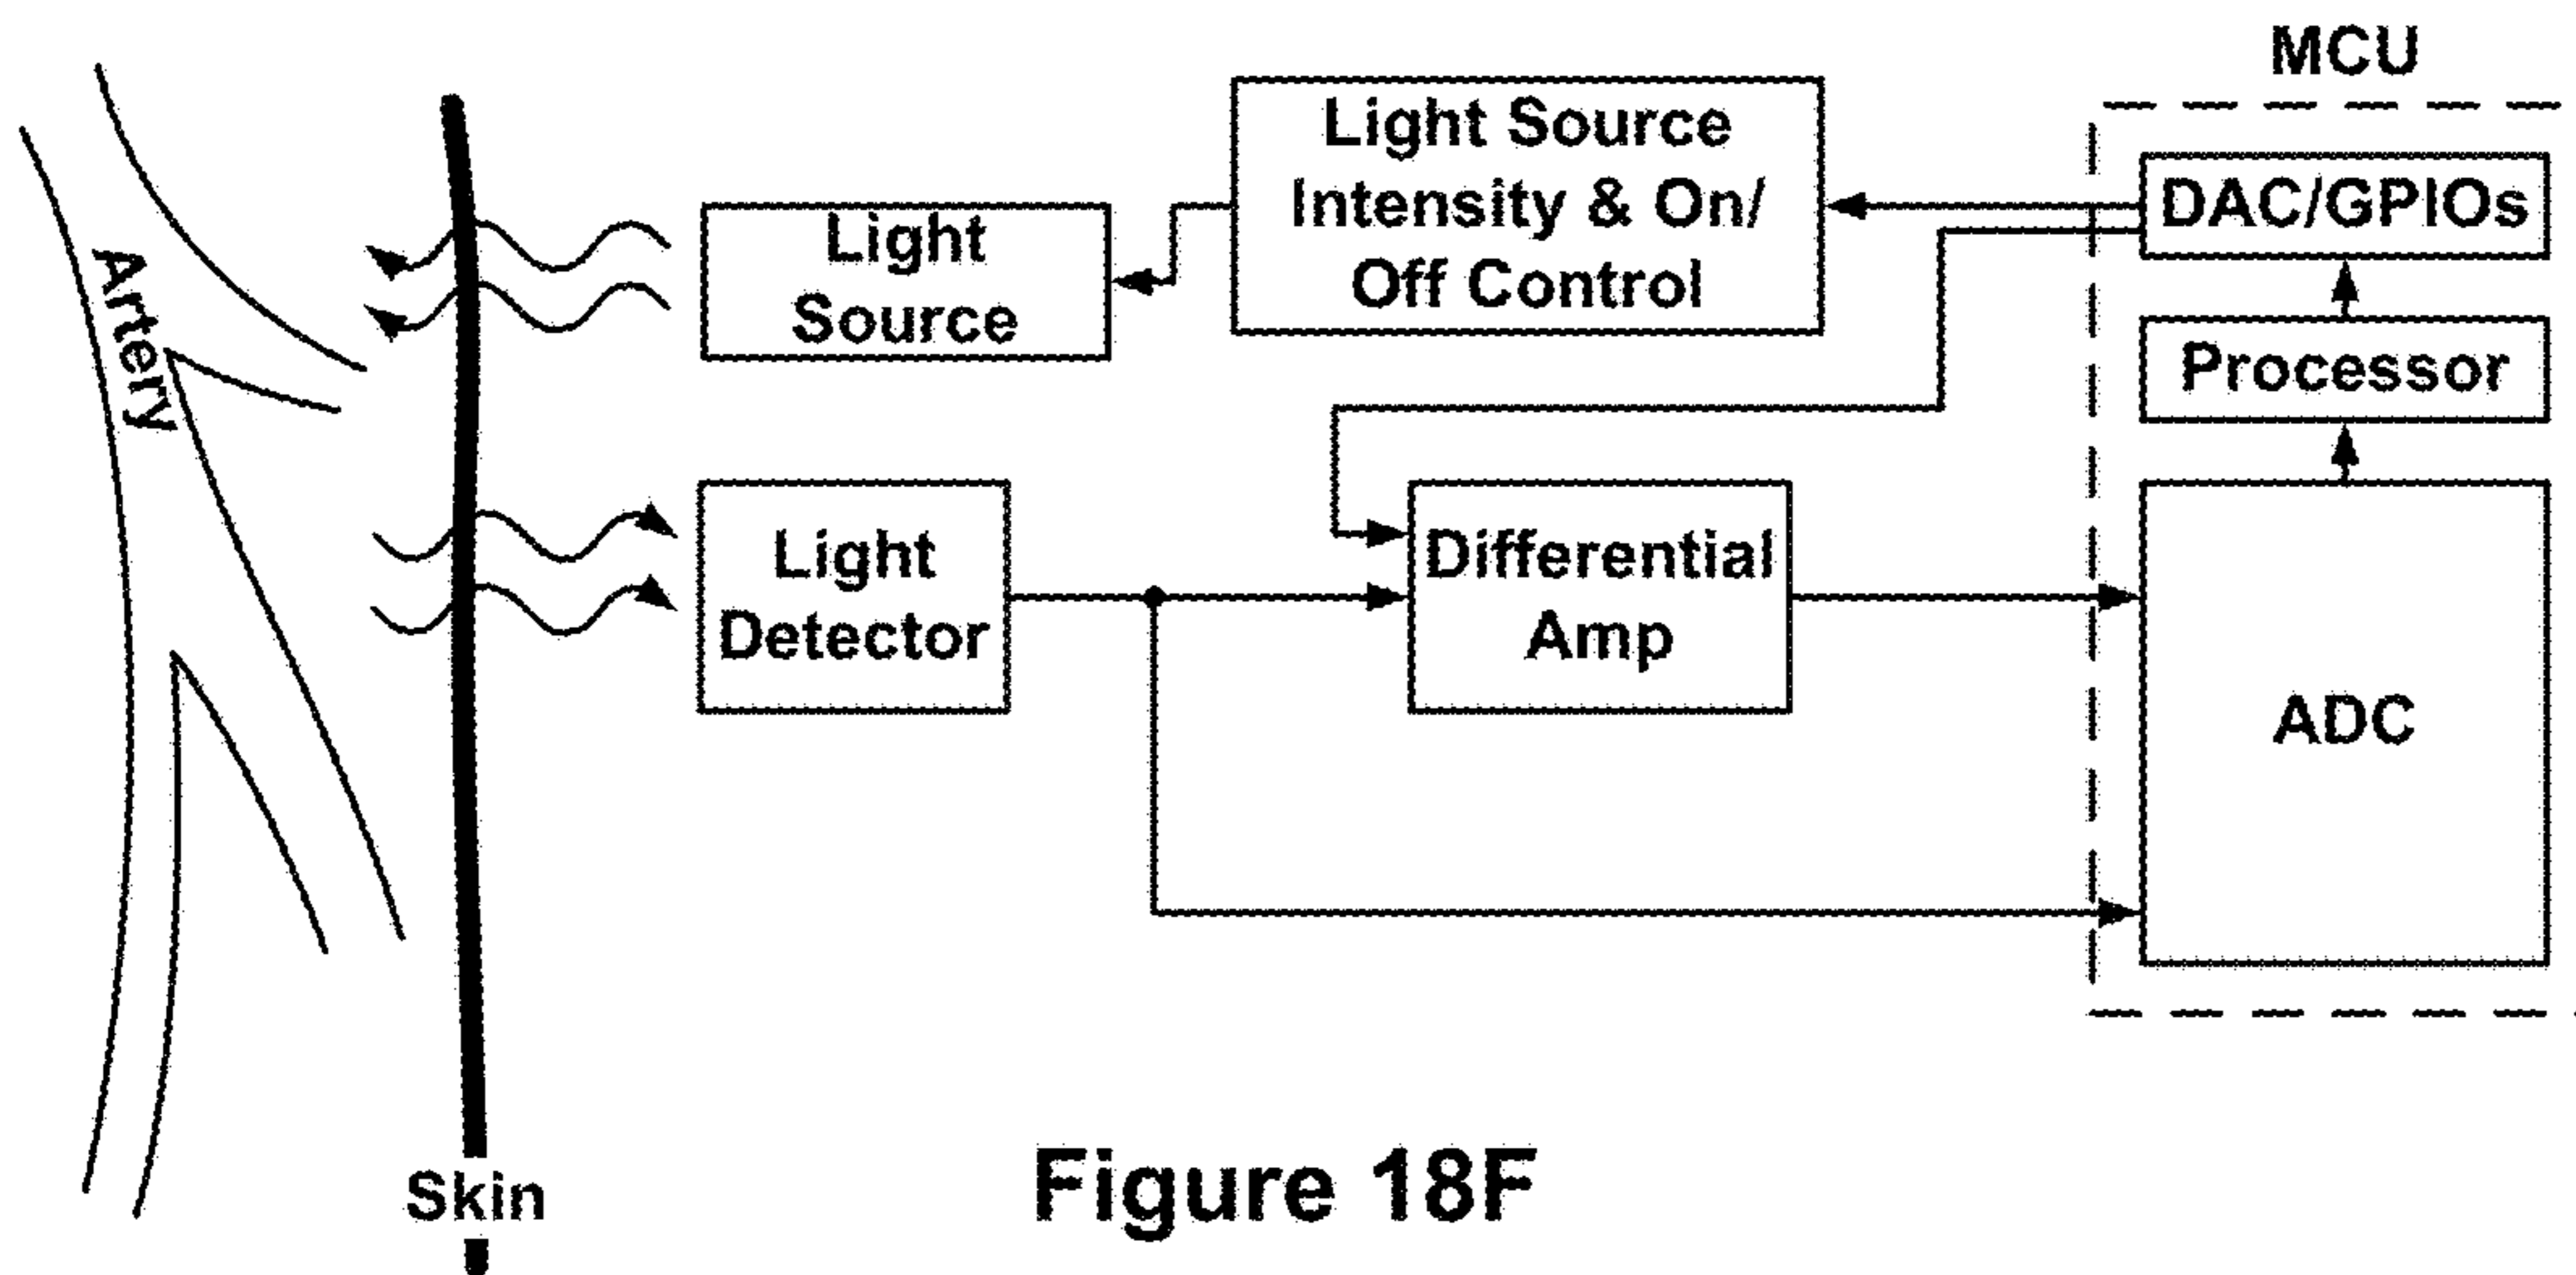 MCU
Light Source
Intensity & On/
Off Control
DAC/GPIOs
Light
Source
Artery
Processor
Light
Detector
Differential
Amp
ADC
Skin
Figure 18F